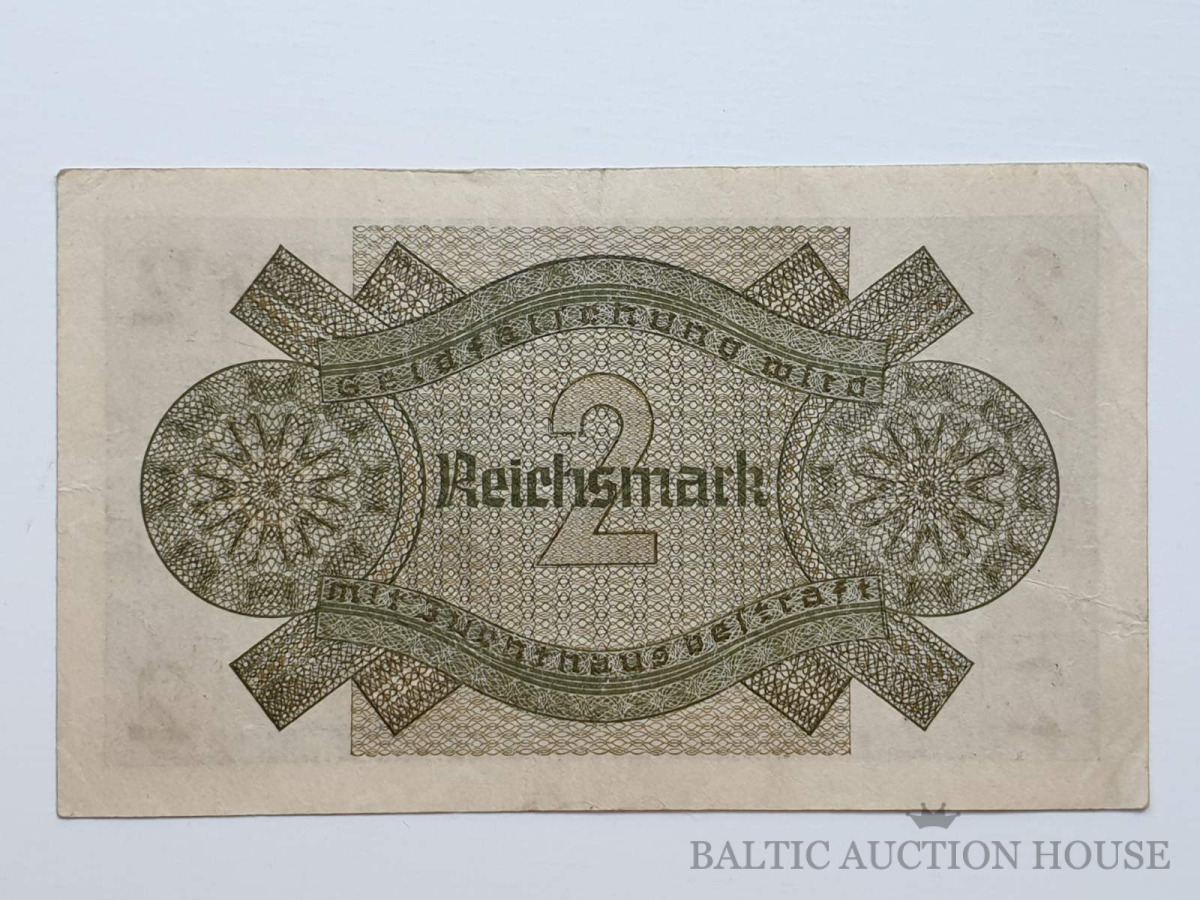 Geldfälschung wird
2
Reichsmark
mit Zuchthaus bestraft
BALTIC AUCTION HOUSE